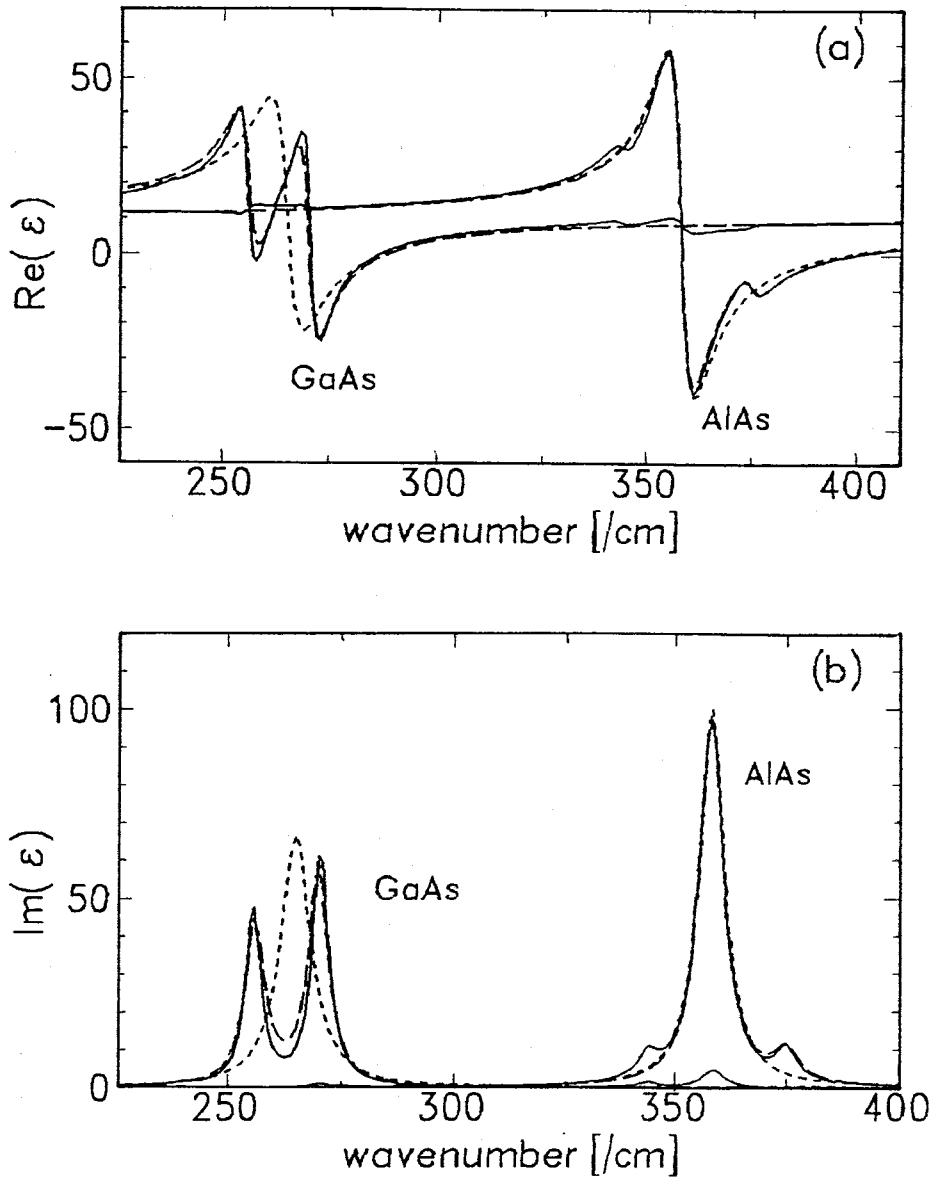 (a)
50
0
−50
Re( ε )
GaAs
AlAs
250 300 350 400
wavenumber [/cm]
(b)
100
50
0
Im( ε )
AlAs
GaAs
250 300 350 400
wavenumber [/cm]